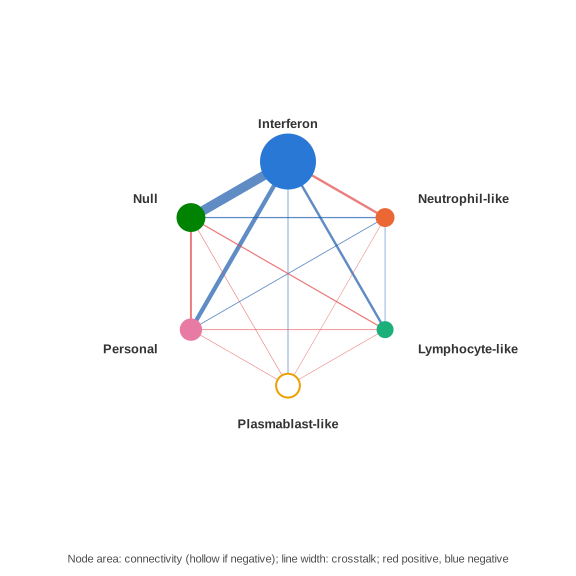 Interferon
Null
Neutrophil-like
Personal
Lymphocyte-like
Plasmablast-like
Node area: connectivity (hollow if negative); line width: crosstalk; red positive, blue negative